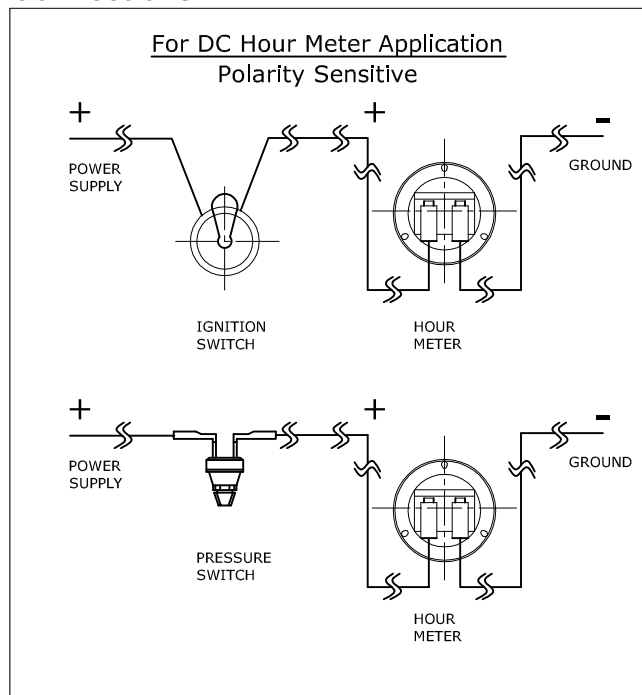 For DC Hour Meter Application
Polarity Sensitive
+
+
-
POWER
SUPPLY
GROUND
IGNITION
SWITCH
HOUR
METER
+
+
-
POWER
SUPPLY
GROUND
PRESSURE
SWITCH
HOUR
METER